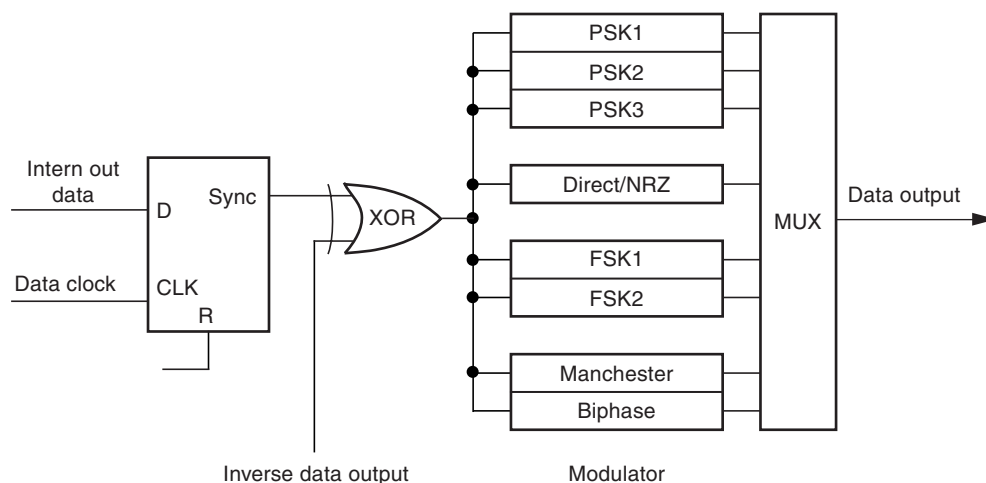 PSK1
PSK2
PSK3
Intern out
data
D
Sync
XOR
Direct/NRZ
MUX
Data output
Data clock
CLK
R
FSK1
FSK2
Manchester
Biphase
Inverse data output
Modulator